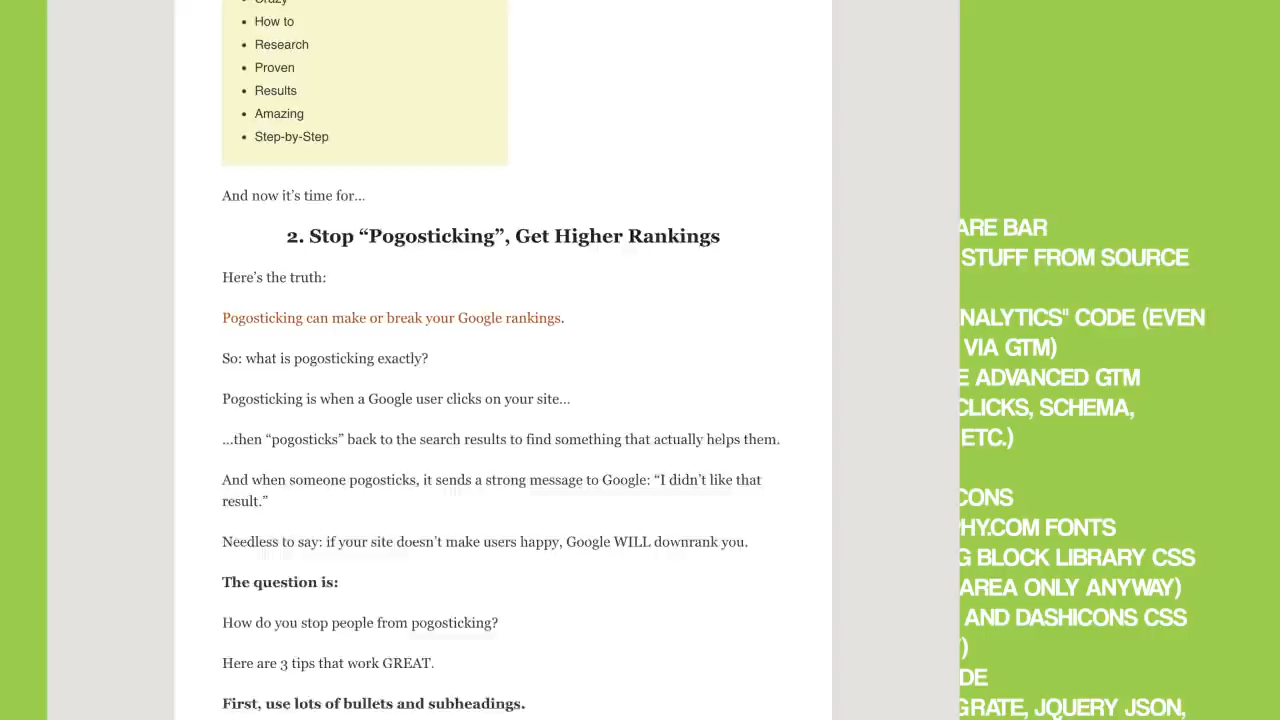 How to
Research
Proven
Results
Amazing
Step-by-Step
And now it’s time for…
2. Stop “Pogosticking”, Get Higher Rankings
Here’s the truth:
Pogosticking can make or break your Google rankings.
So: what is pogosticking exactly?
Pogosticking is when a Google user clicks on your site…
…then “pogosticks” back to the search results to find something that actually helps them.
And when someone pogosticks, it sends a strong message to Google: “I didn’t like that
result.”
Needless to say: if your site doesn’t make users happy, Google WILL downrank you.
The question is:
How do you stop people from pogosticking?
Here are 3 tips that work GREAT.
First, use lots of bullets and subheadings.
ARE BAR
STUFF FROM SOURCE
NALYTICS" CODE (EVEN
VIA GTM)
E ADVANCED GTM
CLICKS, SCHEMA,
ETC.)
CONS
PHY.COM FONTS
G BLOCK LIBRARY CSS
AREA ONLY ANYWAY)
AND DASHICONS CSS
)
DE
GRATE, JQUERY JSON,